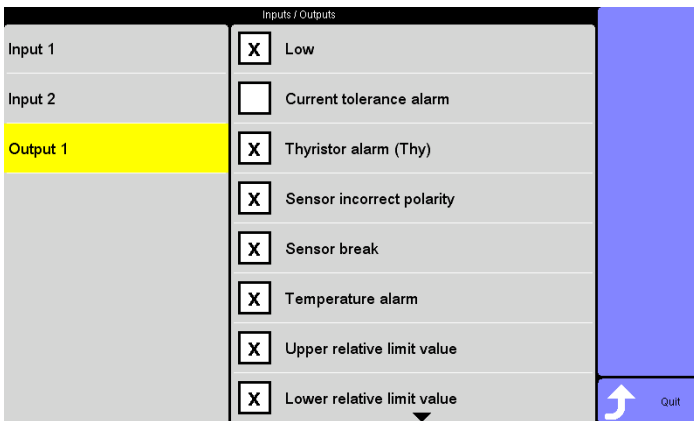 Inputs / Outputs
Input 1
Input 2
Output 1
X Low
Current tolerance alarm
X Thyristor alarm (Thy)
X Sensor incorrect polarity
X Sensor break
X Temperature alarm
X Upper relative limit value
X Lower relative limit value
Quit